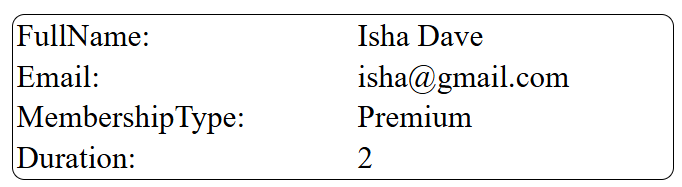 FullName: Isha Dave
Email: isha@gmail.com
MembershipType: Premium
Duration: 2